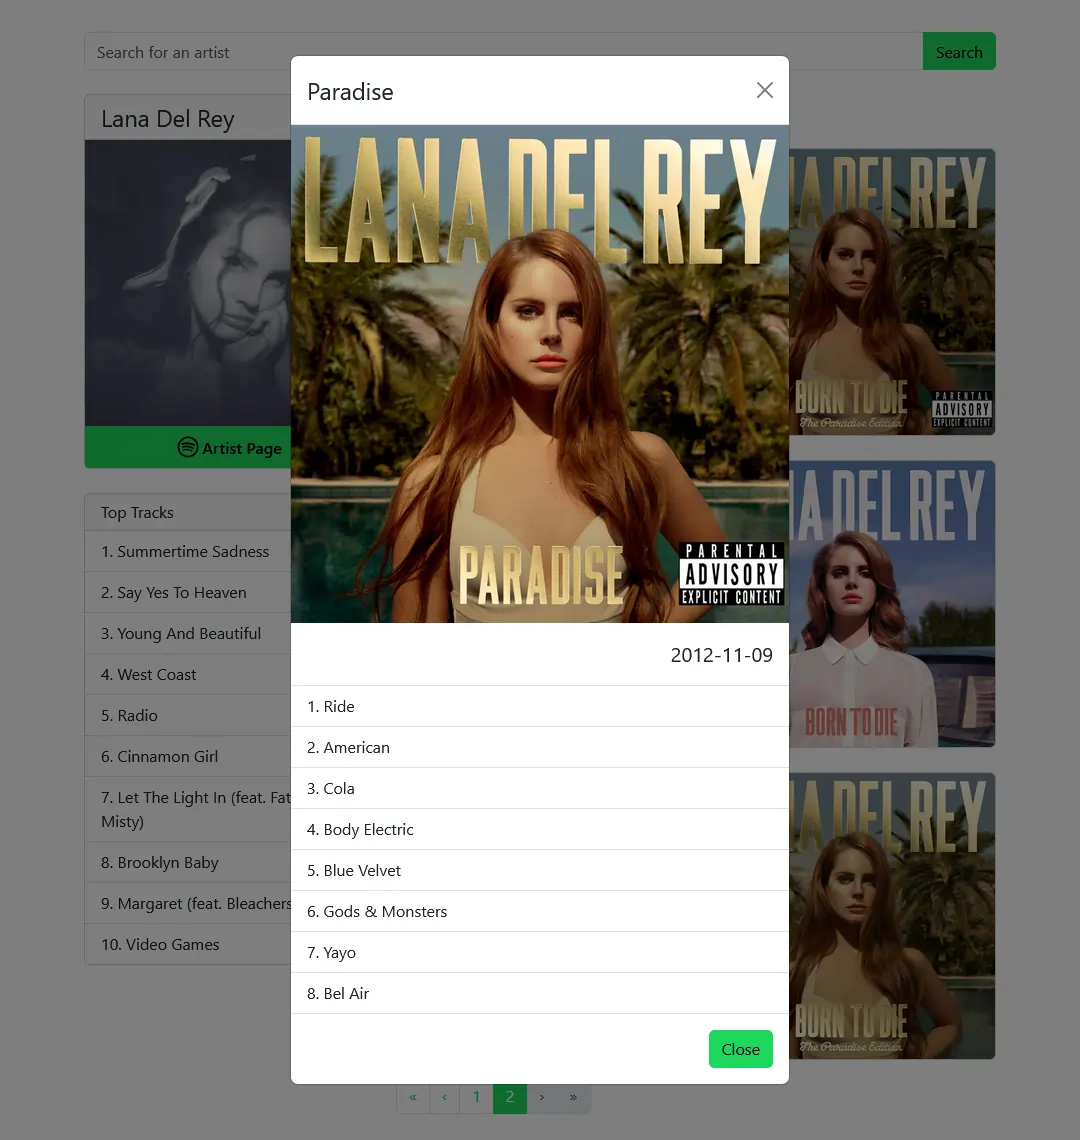 Search for an artist
Search
Lana Del Rey
Artist Page
Top Tracks
1. Summertime Sadness
2. Say Yes To Heaven
3. Young And Beautiful
4. West Coast
5. Radio
6. Cinnamon Girl
7. Let The Light In (feat. Fat
Misty)
8. Brooklyn Baby
9. Margaret (feat. Bleachers
10. Video Games
Paradise
LANA DEL REY
PARADISE
PARENTAL
ADVISORY
EXPLICIT CONTENT
2012-11-09
1. Ride
2. American
3. Cola
4. Body Electric
5. Blue Velvet
6. Gods & Monsters
7. Yayo
8. Bel Air
Close
A DEL REY
BORN TO DIE
The Paradise Edition
PARENTAL
ADVISORY
EXPLICIT CONTENT
A DEL REY
BORN TO DIE
A DEL REY
BORN TO DIE
The Paradise Edition
« ‹ 1 2 › »